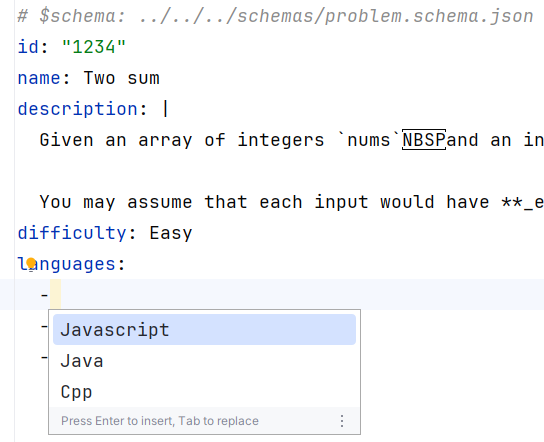 # $schema: ../../../schemas/problem.schema.json
id: "1234"
name: Two sum
description: |
Given an array of integers `nums`NBSPand an in
You may assume that each input would have **_e
difficulty: Easy
languages:
-
-
-
Javascript
Java
Cpp
Press Enter to insert, Tab to replace